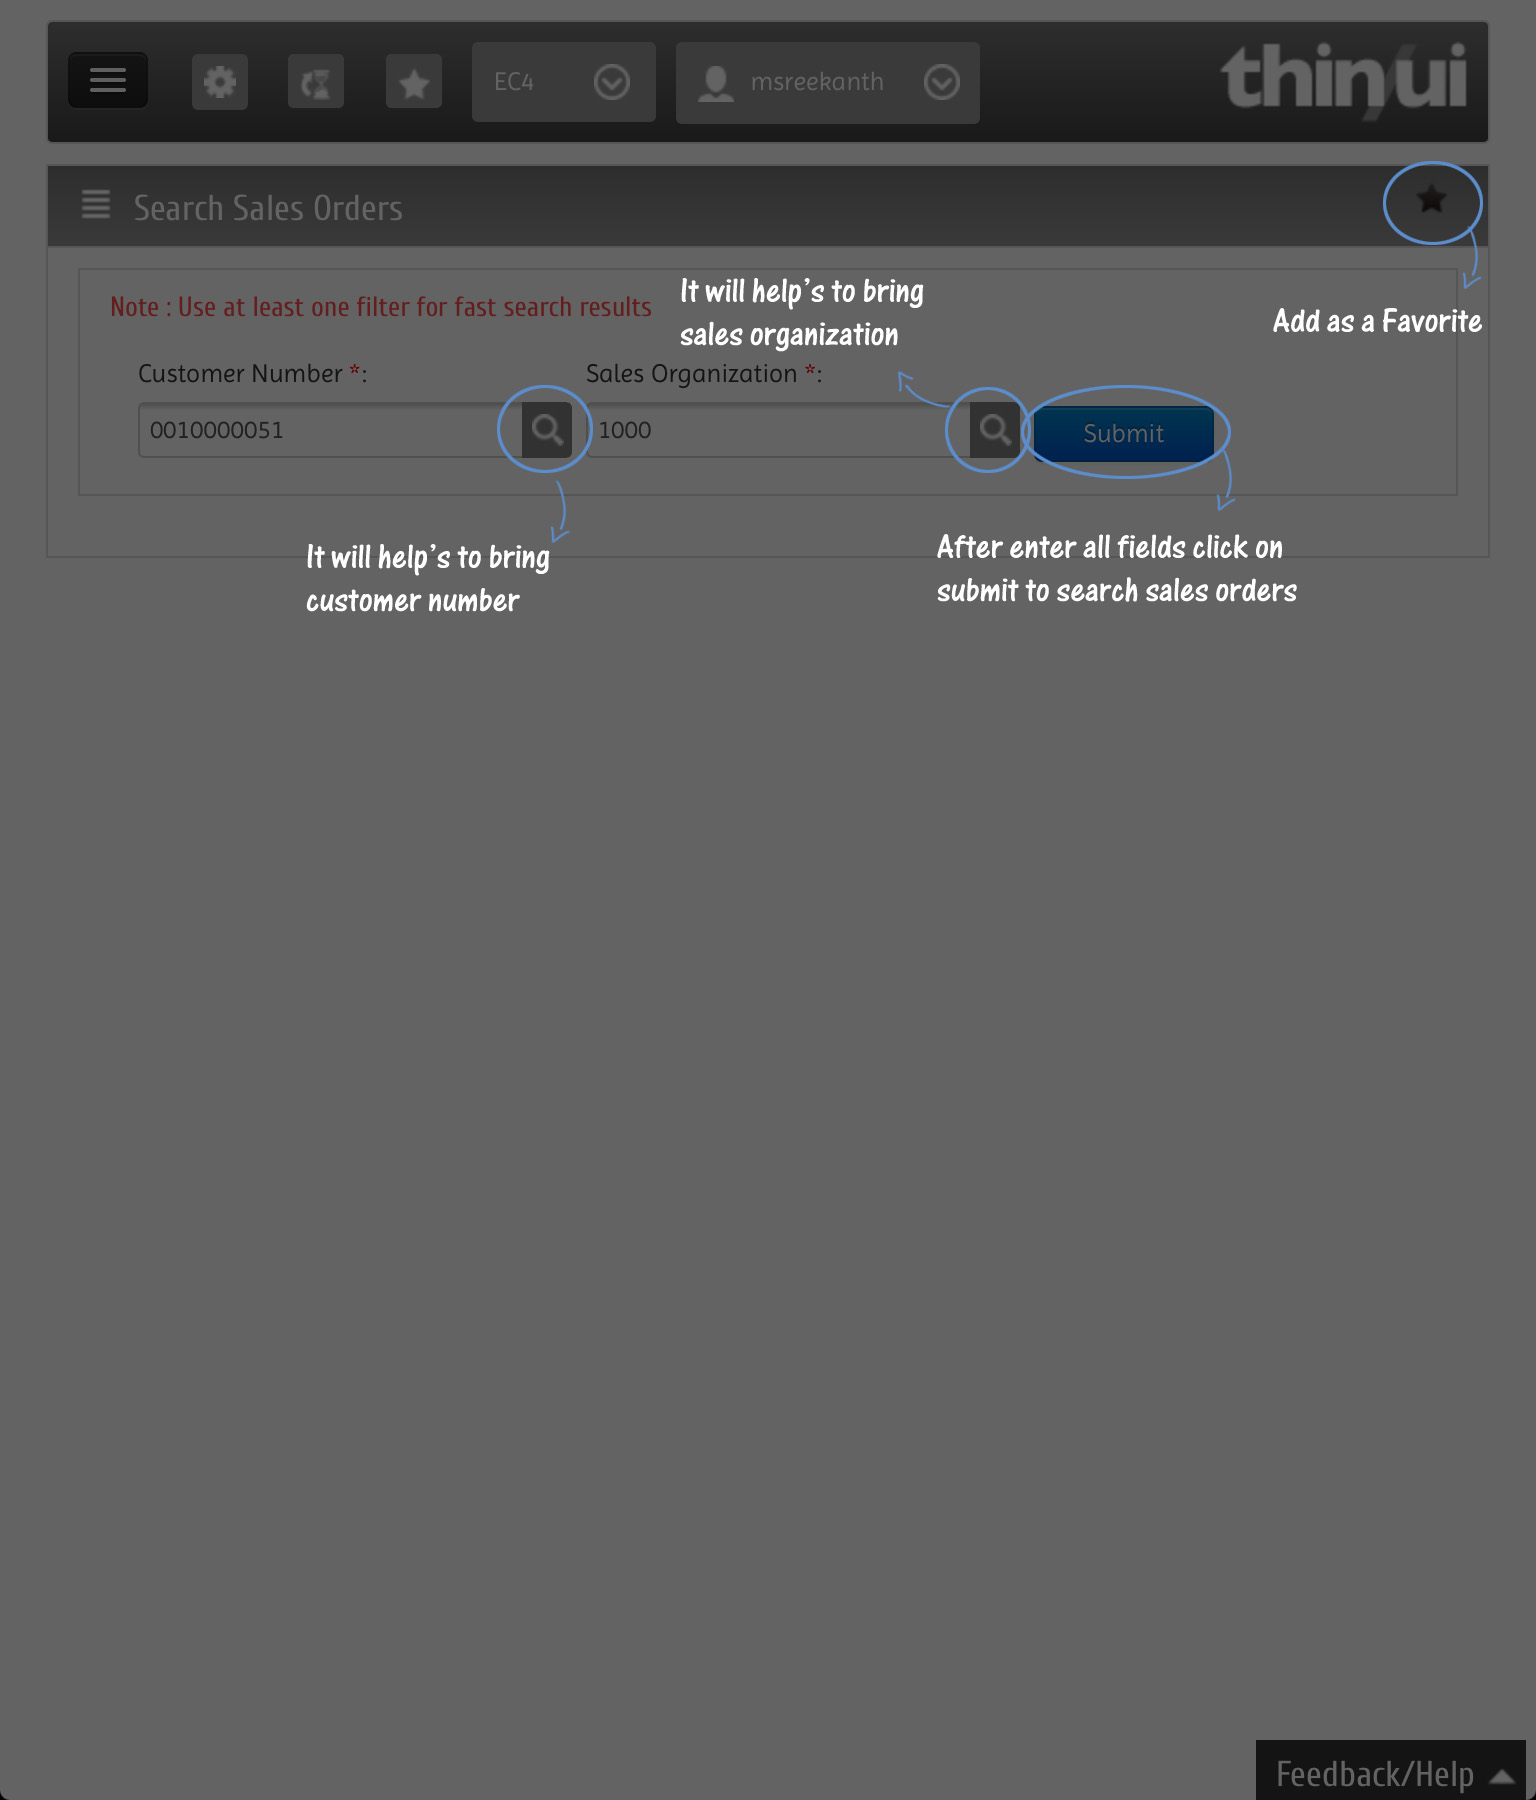 EC4
msreekanth
thin/ui
Search Sales Orders
Note : Use at least one filter for fast search results
It will help's to bring
sales organization
Add as a Favorite
Customer Number *:
Sales Organization *:
0010000051
1000
Submit
It will help's to bring
customer number
After enter all fields click on
submit to search sales orders
Feedback/Help